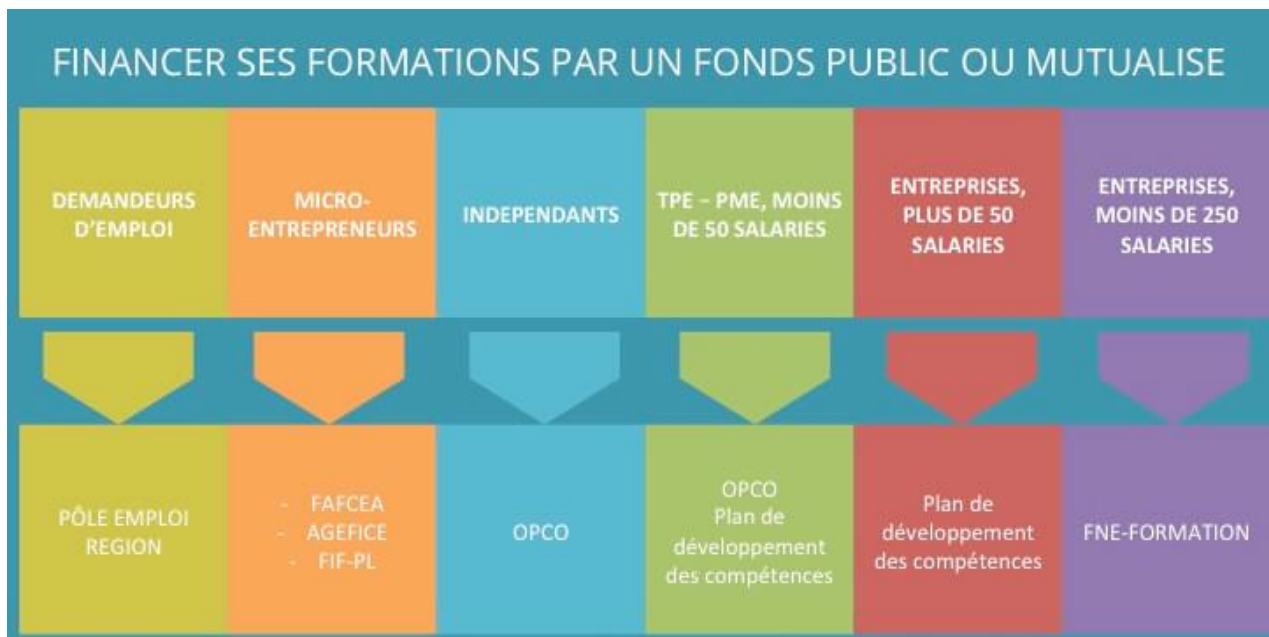 FINANCER SES FORMATIONS PAR UN FONDS PUBLIC OU MUTUALISE
DEMANDEURS
D'EMPLOI
MICRO-
ENTREPRENEURS
INDEPENDANTS
TPE – PME, MOINS
DE 50 SALARIES
ENTREPRISES,
PLUS DE 50
SALARIES
ENTREPRISES,
MOINS DE 250
SALARIES
PÔLE EMPLOI
REGION
- FAFCEA
- AGEFICE
- FIF-PL
OPCO
OPCO
Plan de
développement
des compétences
Plan de
développement
des compétences
FNE-FORMATION